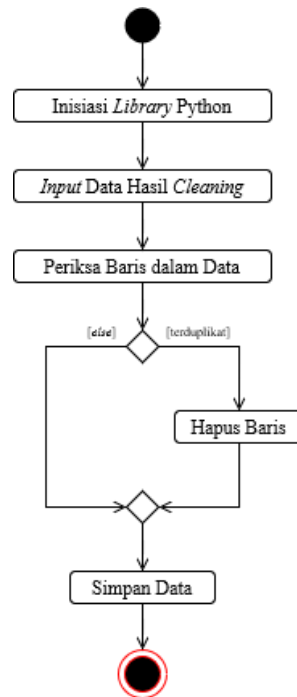 Inisiasi Library Python
Input Data Hasil Cleaning
Periksa Baris dalam Data
[else]
[terduplikat]
Hapus Baris
Simpan Data